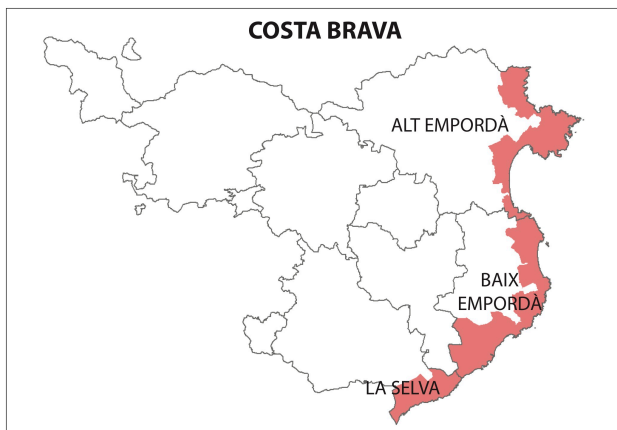 COSTA BRAVA
ALT EMPORDÀ
BAIX
EMPORDÀ
LA SELVA